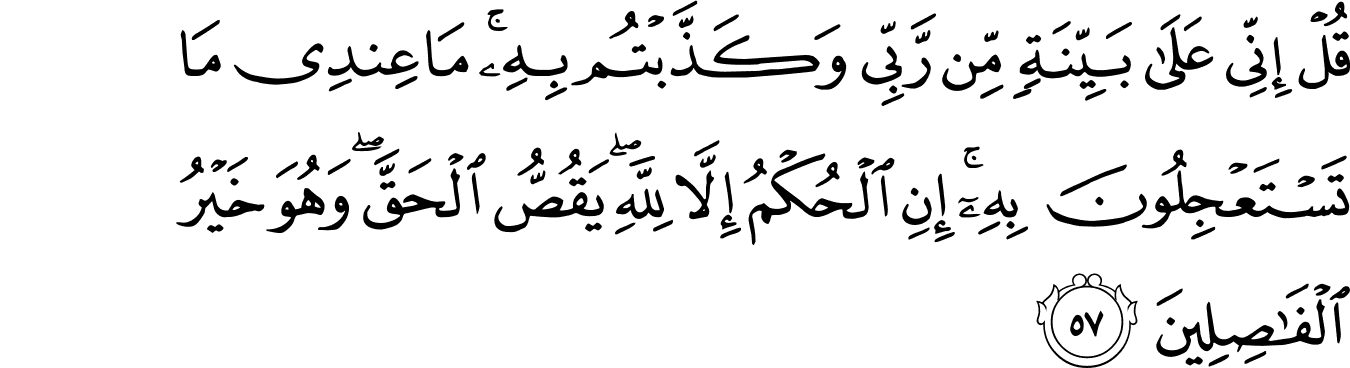 قُلْ إِنِّى عَلَىٰ بَيِّنَةٍ مِّن رَّبِّى وَكَذَّبْتُم بِهِۦ ۚ مَا عِندِى مَا
تَسْتَعْجِلُونَ بِهِۦٓ ۚ إِنِ ٱلْحُكْمُ إِلَّا لِلَّهِ ۖ يَقُصُّ ٱلْحَقَّ ۖ وَهُوَ خَيْرُ
ٱلْفَـٰصِلِينَ ٥٧